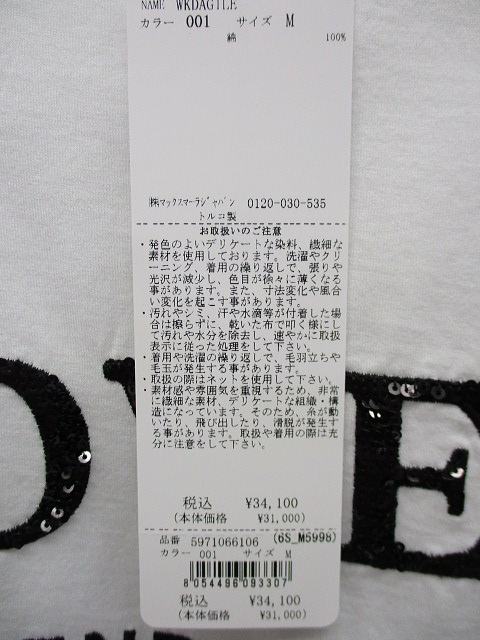 NAME WKDAGILE
カラー 001 サイズ M
綿 100%
㈱マックスマーラジャパン 0120-030-535
トルコ製
お取扱いのご注意
・発色のよいデリケートな染料、繊細な
素材を使用しております。洗濯やクリ
ーニング、着用の繰り返しで、張りや
光沢が減少し、色目が徐々に薄くなる
事があります。また、寸法変化や風合
い変化を起こす事があります。
・汚れやシミ、汗や水滴等が付着した場
合は擦らずに、乾いた布で叩く様にし
て汚れや水分を除去し、速やかに取扱
表示に従った処理をして下さい。
・着用や洗濯の繰り返しで、毛羽立ちや
毛玉が発生する事があります。
・取扱の際はネットを使用して下さい。
・素材感や雰囲気を重視するため、非常
に繊細な素材、デリケートな組織・構
造になっています。そのため、糸が動
いたり、飛び出したり、滑脱が発生す
る事があります。取扱や着用の際は充
分に注意をして下さい。
税込 ¥34,100
(本体価格 ¥31,000)
品番 5971066106 (6S_M5998)
カラー 001 サイズ M
8054496093307
税込 ¥34,100
(本体価格 ¥31,000)